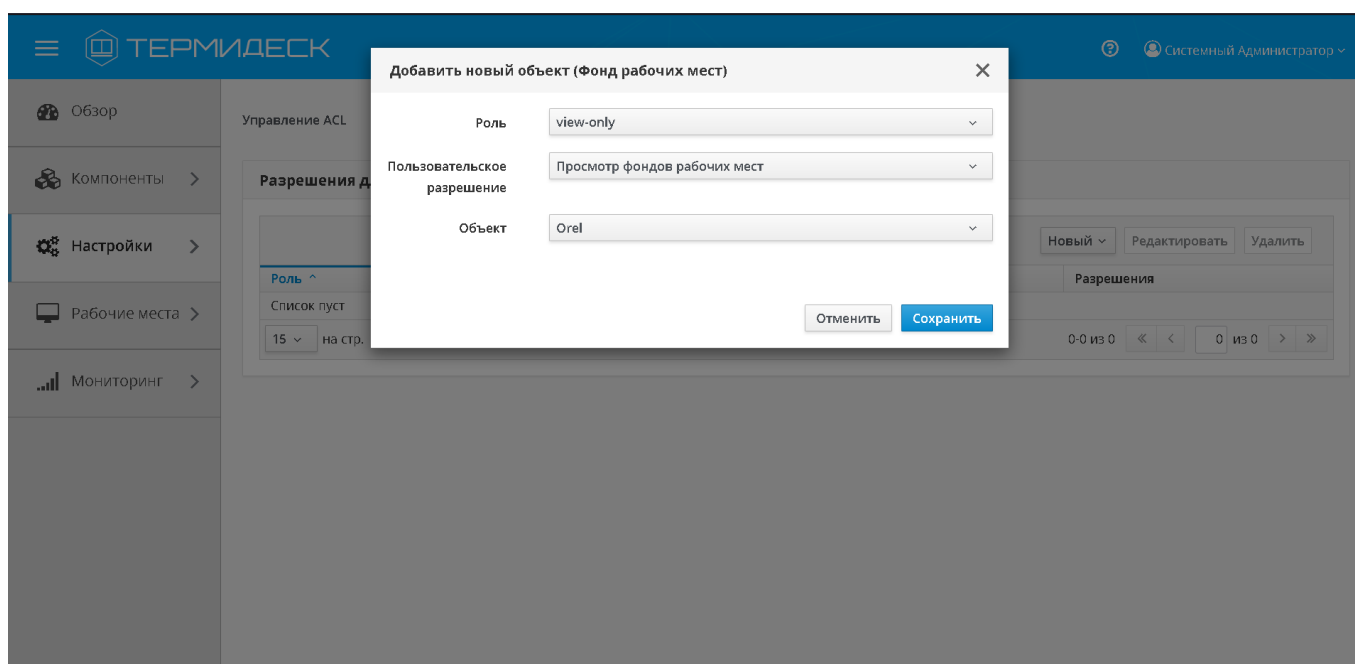 ТЕРМИДЕСК
Системный Администратор
Добавить новый объект (Фонд рабочих мест)
Обзор
Компоненты
Настройки
Рабочие места
Мониторинг
Управление ACL
Разрешения д
Роль
view-only
Пользовательское
разрешение
Просмотр фондов рабочих мест
Объект
Orel
Отменить
Сохранить
Новый
Редактировать
Удалить
Роль
Разрешения
Список пуст
15
на стр.
0-0 из 0
0 из 0